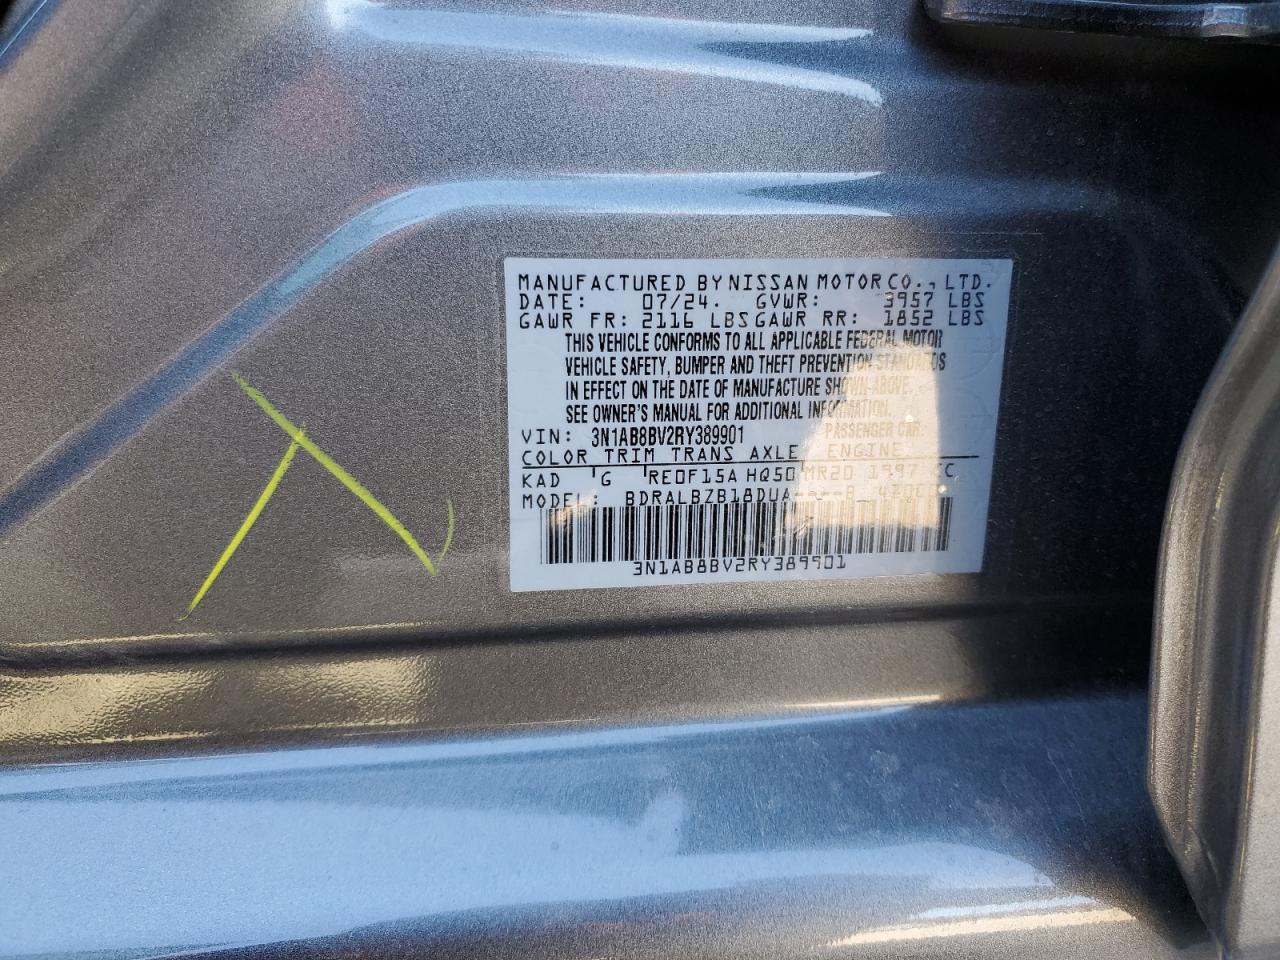 MANUFACTURED BY NISSAN MOTOR CO., LTD.
DATE: 07/24. GVWR: 3957 LBS
GAWR FR: 2116 LBS GAWR RR: 1852 LBS
THIS VEHICLE CONFORMS TO ALL APPLICABLE FEDERAL MOTOR
VEHICLE SAFETY, BUMPER AND THEFT PREVENTION STANDARDS
IN EFFECT ON THE DATE OF MANUFACTURE SHOWN ABOVE.
SEE OWNER'S MANUAL FOR ADDITIONAL INFORMATION.
VIN: 3N1AB8BV2RY389901 PASSENGER CAR
COLOR TRIM TRANS AXLE ENGINE
KAD G RE0F15A HQ50 MR20 1997 CC
MODEL: BDRALBZB18DUA----B
3N1AB8BV2RY389901